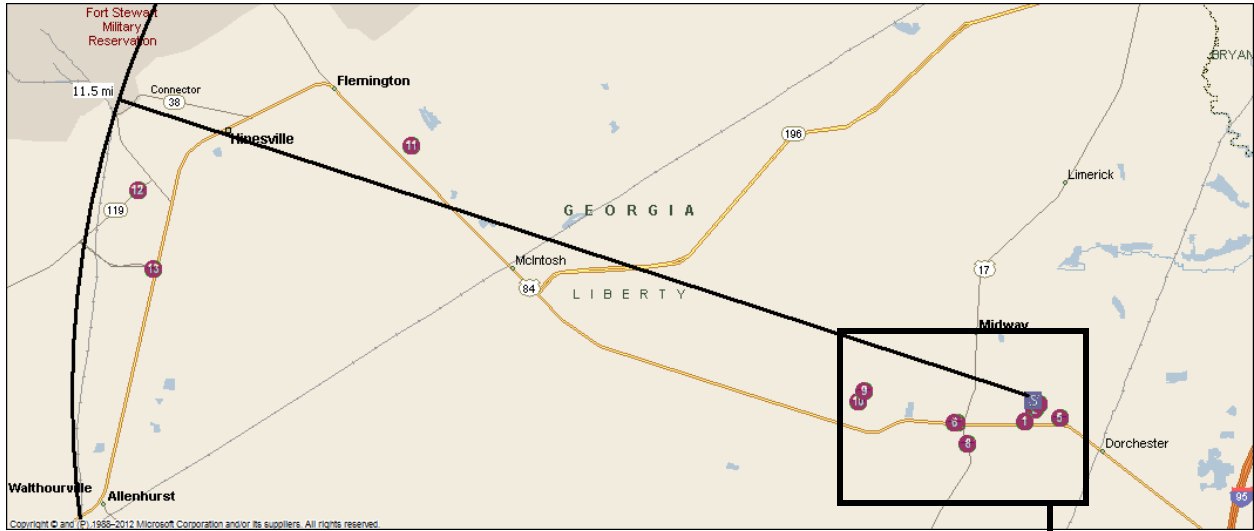 Fort Stewart
Military
Reservation
BRYAN
Flemington
11.5 mi
Connector
38
Hinesville
196
11
Limerick
12
119
GEORGIA
McIntosh
13
17
84
LIBERTY
Midway
9
10
S
6
1
5
8
Dorchester
Walthourville
Allenhurst
95
Copyright © and (P) 1988–2012 Microsoft Corporation and/or its suppliers. All rights reserved.